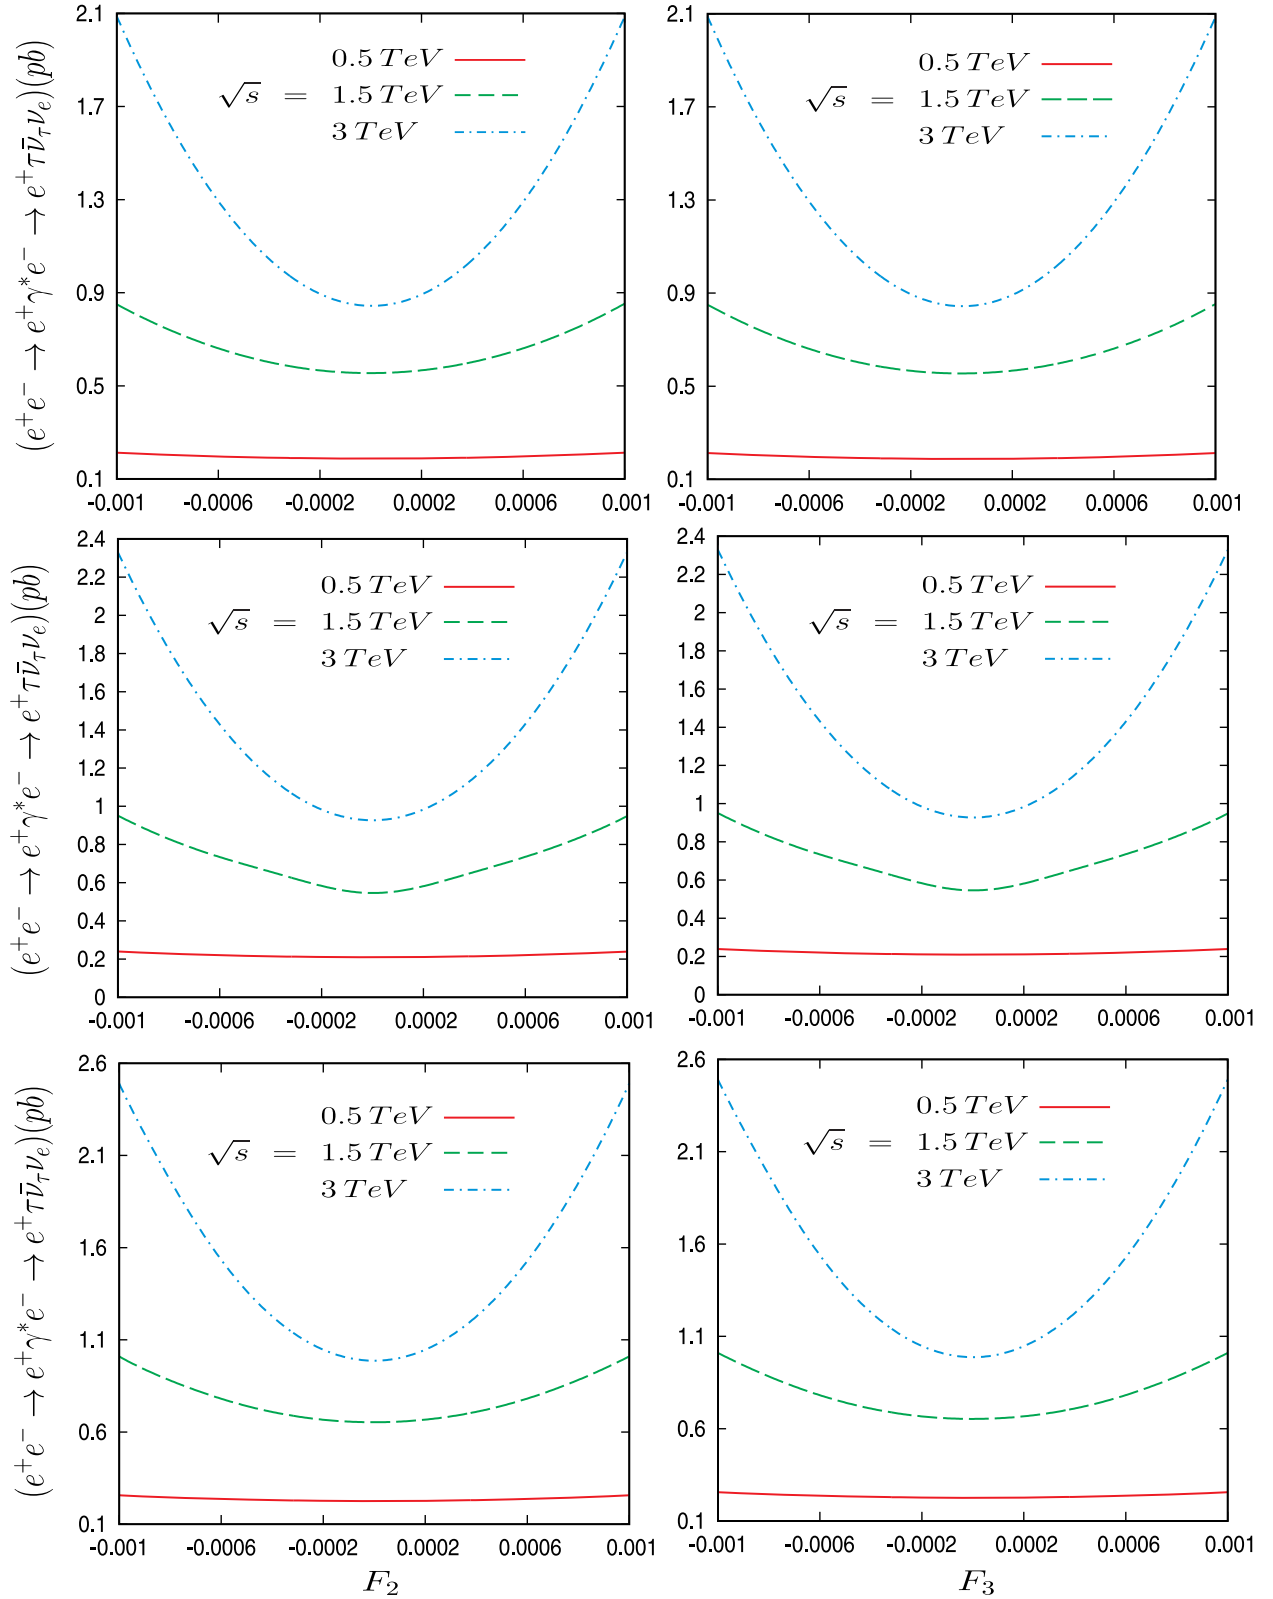 (e⁺e⁻ → e⁺γ*e⁻ → e⁺τν̄_τν_e)(pb)
2.1
1.7
1.3
0.9
0.5
0.1
0.5 TeV
√s = 1.5 TeV
3 TeV
-0.001 -0.0006 -0.0002 0.0002 0.0006 0.001
2.1
1.7
1.3
0.9
0.5
0.1
0.5 TeV
√s = 1.5 TeV
3 TeV
-0.001 -0.0006 -0.0002 0.0002 0.0006 0.001
(e⁺e⁻ → e⁺γ*e⁻ → e⁺τν̄_τν_e)(pb)
2.4
2.2
2
1.8
1.6
1.4
1.2
1
0.8
0.6
0.4
0.2
0
0.5 TeV
√s = 1.5 TeV
3 TeV
-0.001 -0.0006 -0.0002 0.0002 0.0006 0.001
2.4
2.2
2
1.8
1.6
1.4
1.2
1
0.8
0.6
0.4
0.2
0
0.5 TeV
√s = 1.5 TeV
3 TeV
-0.001 -0.0006 -0.0002 0.0002 0.0006 0.001
(e⁺e⁻ → e⁺γ*e⁻ → e⁺τν̄_τν_e)(pb)
2.6
2.1
1.6
1.1
0.6
0.1
0.5 TeV
√s = 1.5 TeV
3 TeV
-0.001 -0.0006 -0.0002 0.0002 0.0006 0.001
F₂
2.6
2.1
1.6
1.1
0.6
0.1
0.5 TeV
√s = 1.5 TeV
3 TeV
-0.001 -0.0006 -0.0002 0.0002 0.0006 0.001
F₃